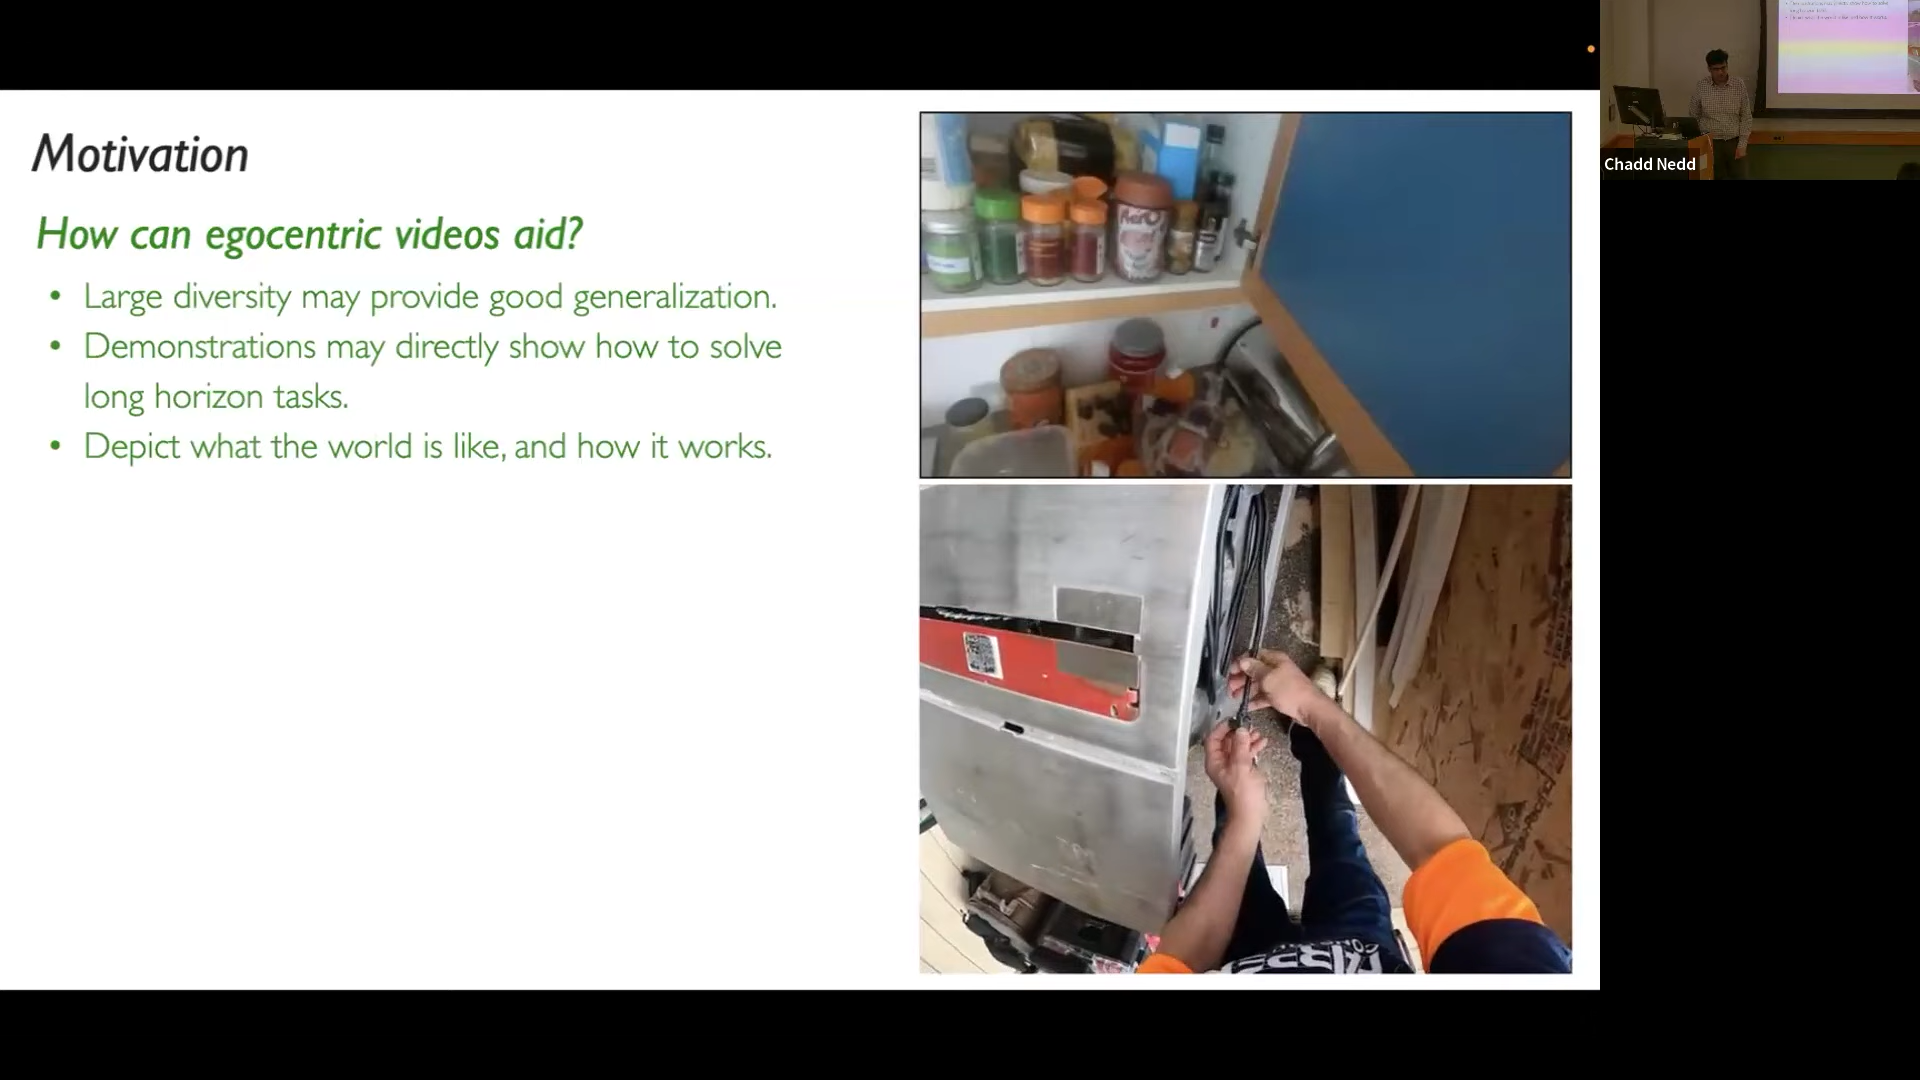 Motivation
How can egocentric videos aid?
• Large diversity may provide good generalization.
• Demonstrations may directly show how to solve
long horizon tasks.
• Depict what the world is like, and how it works.
Chadd Nedd
Aero